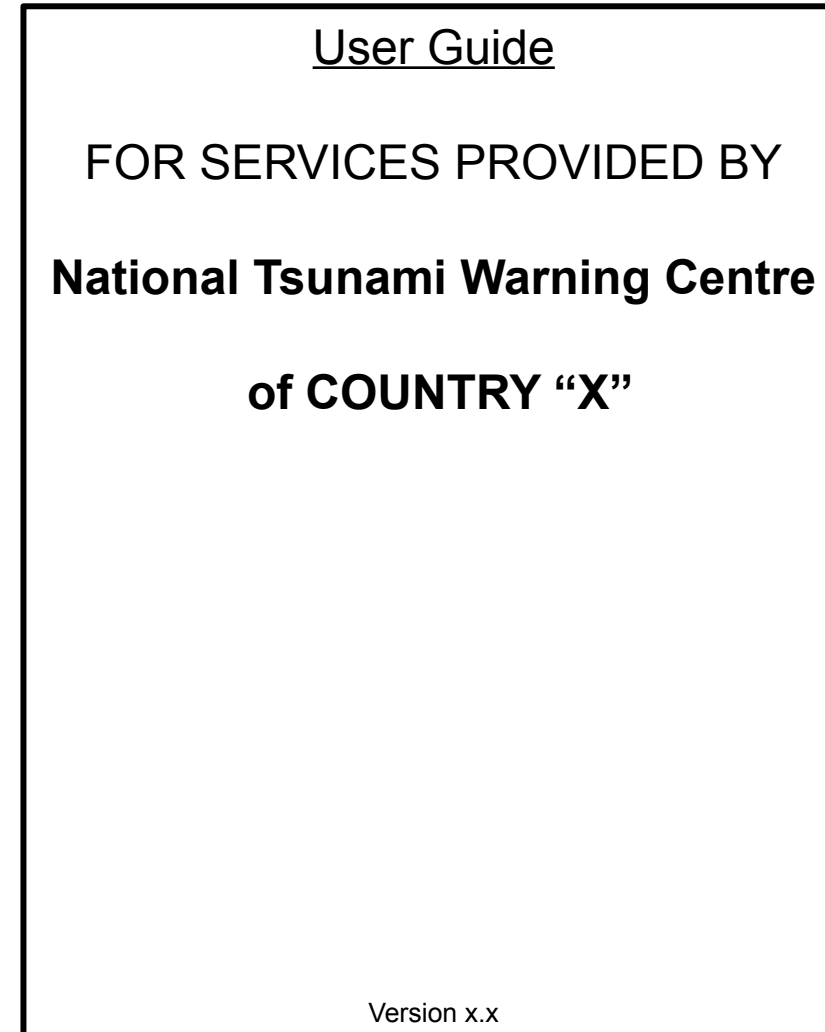 User Guide
FOR SERVICES PROVIDED BY
National Tsunami Warning Centre
of COUNTRY “X”
Version x.x